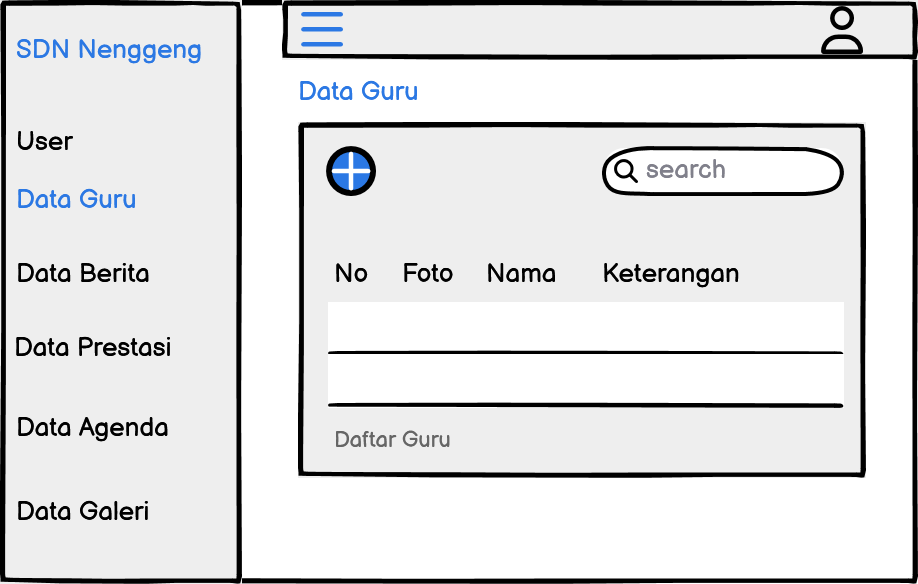 SDN Nenggeng
User
Data Guru
Data Berita
Data Prestasi
Data Agenda
Data Galeri
Data Guru
search
No Foto Nama Keterangan
Daftar Guru